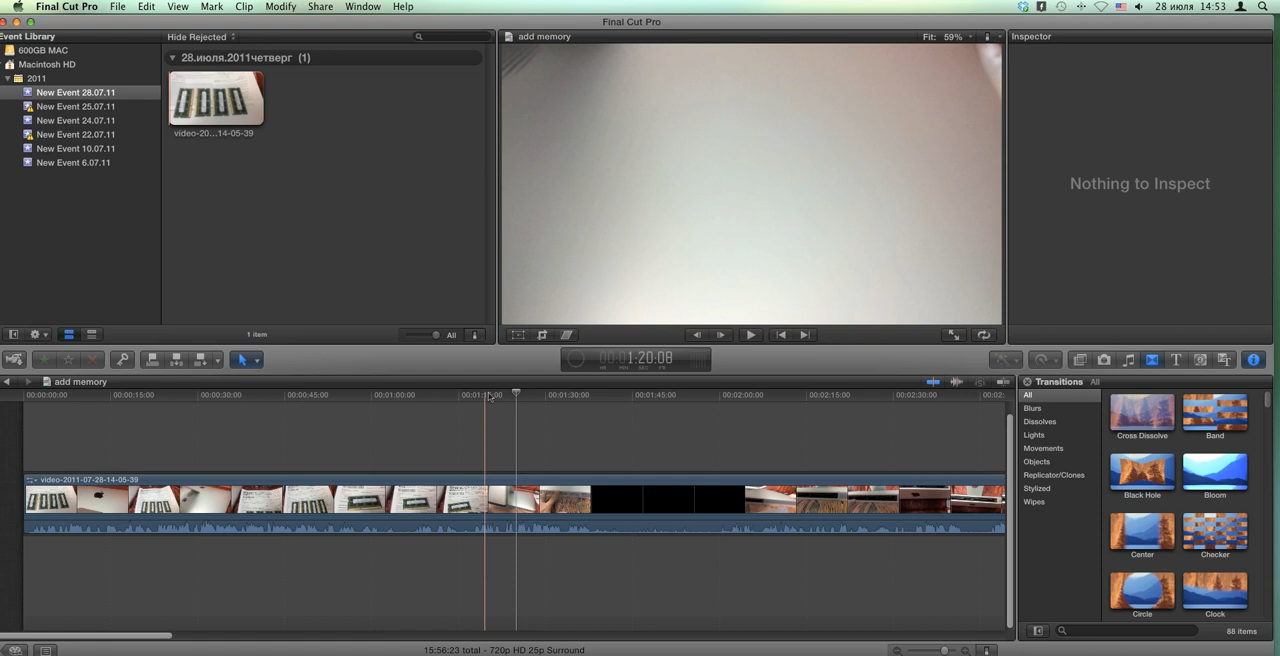 Final Cut Pro File Edit View Mark Clip Modify Share Window Help 28 июля 14:53
Final Cut Pro
Event Library
600GB MAC
Macintosh HD
2011
New Event 28.07.11
New Event 25.07.11
New Event 24.07.11
New Event 22.07.11
New Event 10.07.11
New Event 6.07.11
Hide Rejected
28.июля.2011четверг (1)
video-20...14-05-39
1 item
All
add memory
Fit: 59%
Inspector
Nothing to Inspect
1:20:08
HR MIN SEC FR
add memory
00:00:00:00 00:00:15:00 00:00:30:00 00:00:45:00 00:01:00:00 00:01:15:00 00:01:30:00 00:01:45:00 00:02:00:00 00:02:15:00 00:02:30:00 00:02:
video-2011-07-28-14-05-39
Transitions All
All
Blurs
Dissolves
Lights
Movements
Objects
Replicator/Clones
Stylized
Wipes
Cross Dissolve
Band
Black Hole
Bloom
Center
Checker
Circle
Clock
88 items
15:56:23 total - 720p HD 25p Surround